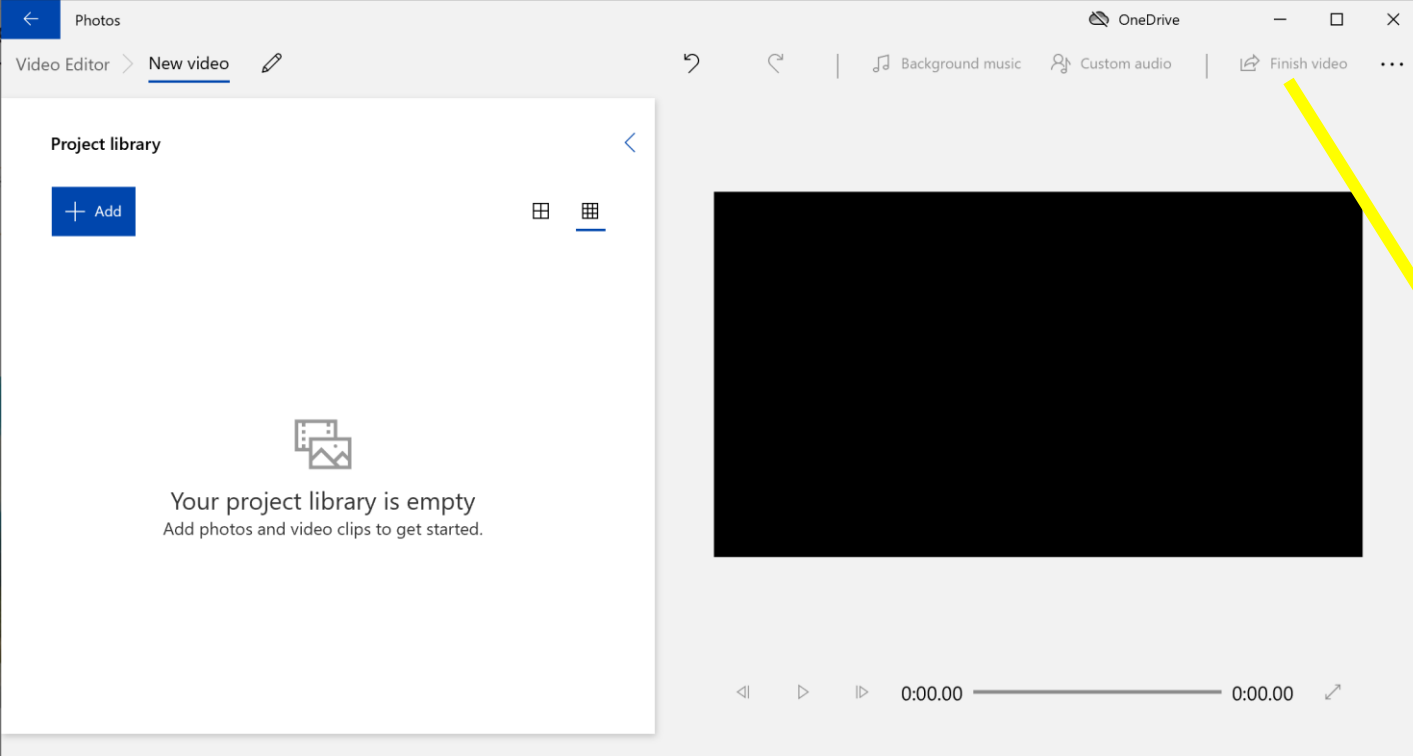 Photos
OneDrive
Video Editor
New video
Background music
Custom audio
Finish video
Project library
Add
Your project library is empty
Add photos and video clips to get started.
0:00.00
0:00.00